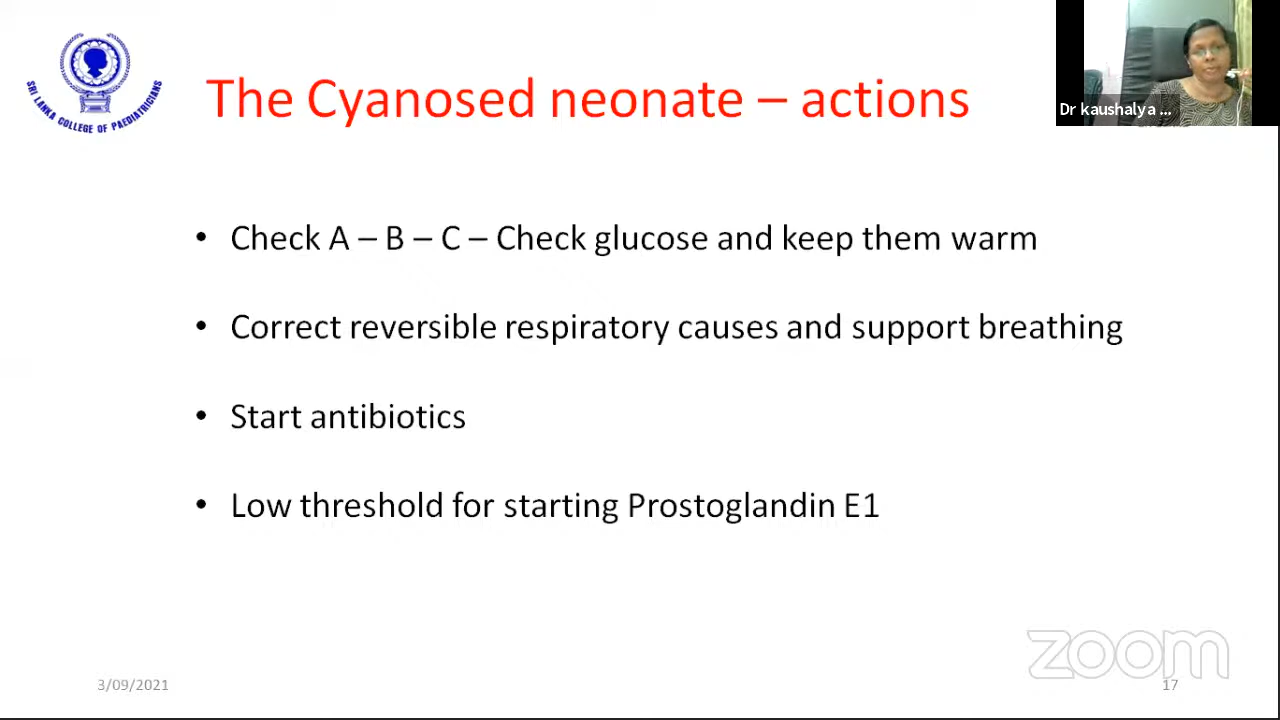 SRI LANKA COLLEGE OF PAEDIATRICIANS
The Cyanosed neonate – actions
Dr kaushalya ...
• Check A – B – C – Check glucose and keep them warm
• Correct reversible respiratory causes and support breathing
• Start antibiotics
• Low threshold for starting Prostoglandin E1
zoom
3/09/2021
17